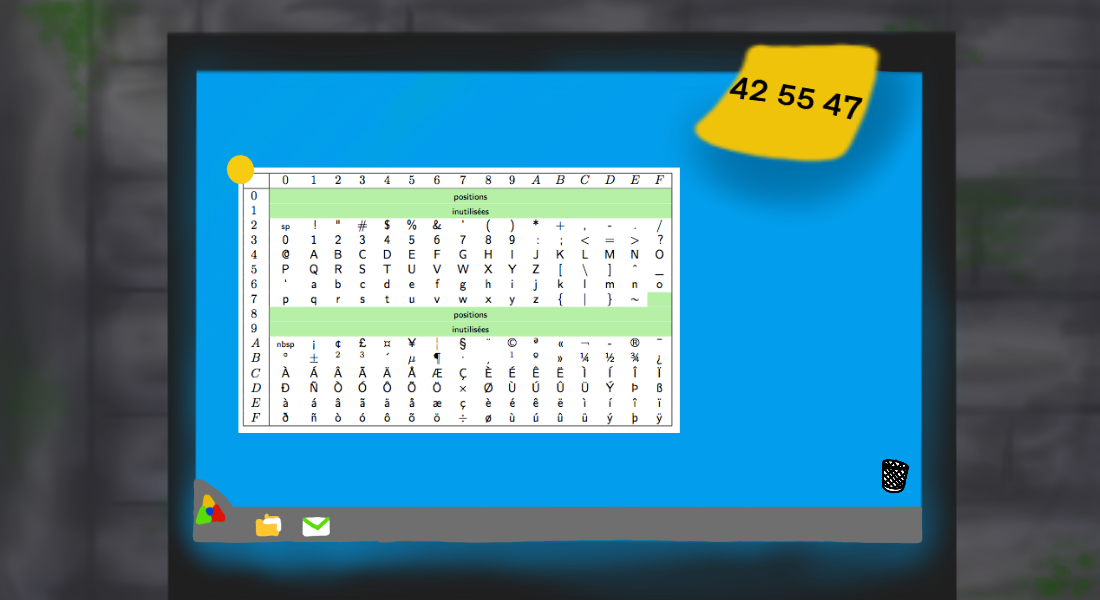 42 55 47
0 1 2 3 4 5 6 7 8 9 A B C D E F
0 positions
1 inutilisées
2 sp ! " # $ % & ' ( ) * + , - . /
3 0 1 2 3 4 5 6 7 8 9 : ; < = > ?
4 @ A B C D E F G H I J K L M N O
5 P Q R S T U V W X Y Z [ \ ] ^ _
6 ` a b c d e f g h i j k l m n o
7 p q r s t u v w x y z { | } ~
8 positions
9 inutilisées
A nbsp ¡ ¢ £ ¤ ¥ ¦ § ¨ © ª « ¬ - ® ¯
B ° ± ² ³ ´ µ ¶ · ¸ ¹ º » ¼ ½ ¾ ¿
C À Á Â Ã Ä Å Æ Ç È É Ê Ë Ì Í Î Ï
D Ð Ñ Ò Ó Ô Õ Ö × Ø Ù Ú Û Ü Ý Þ ß
E à á â ã ä å æ ç è é ê ë ì í î ï
F ð ñ ò ó ô õ ö ÷ ø ù ú û ü ý þ ÿ